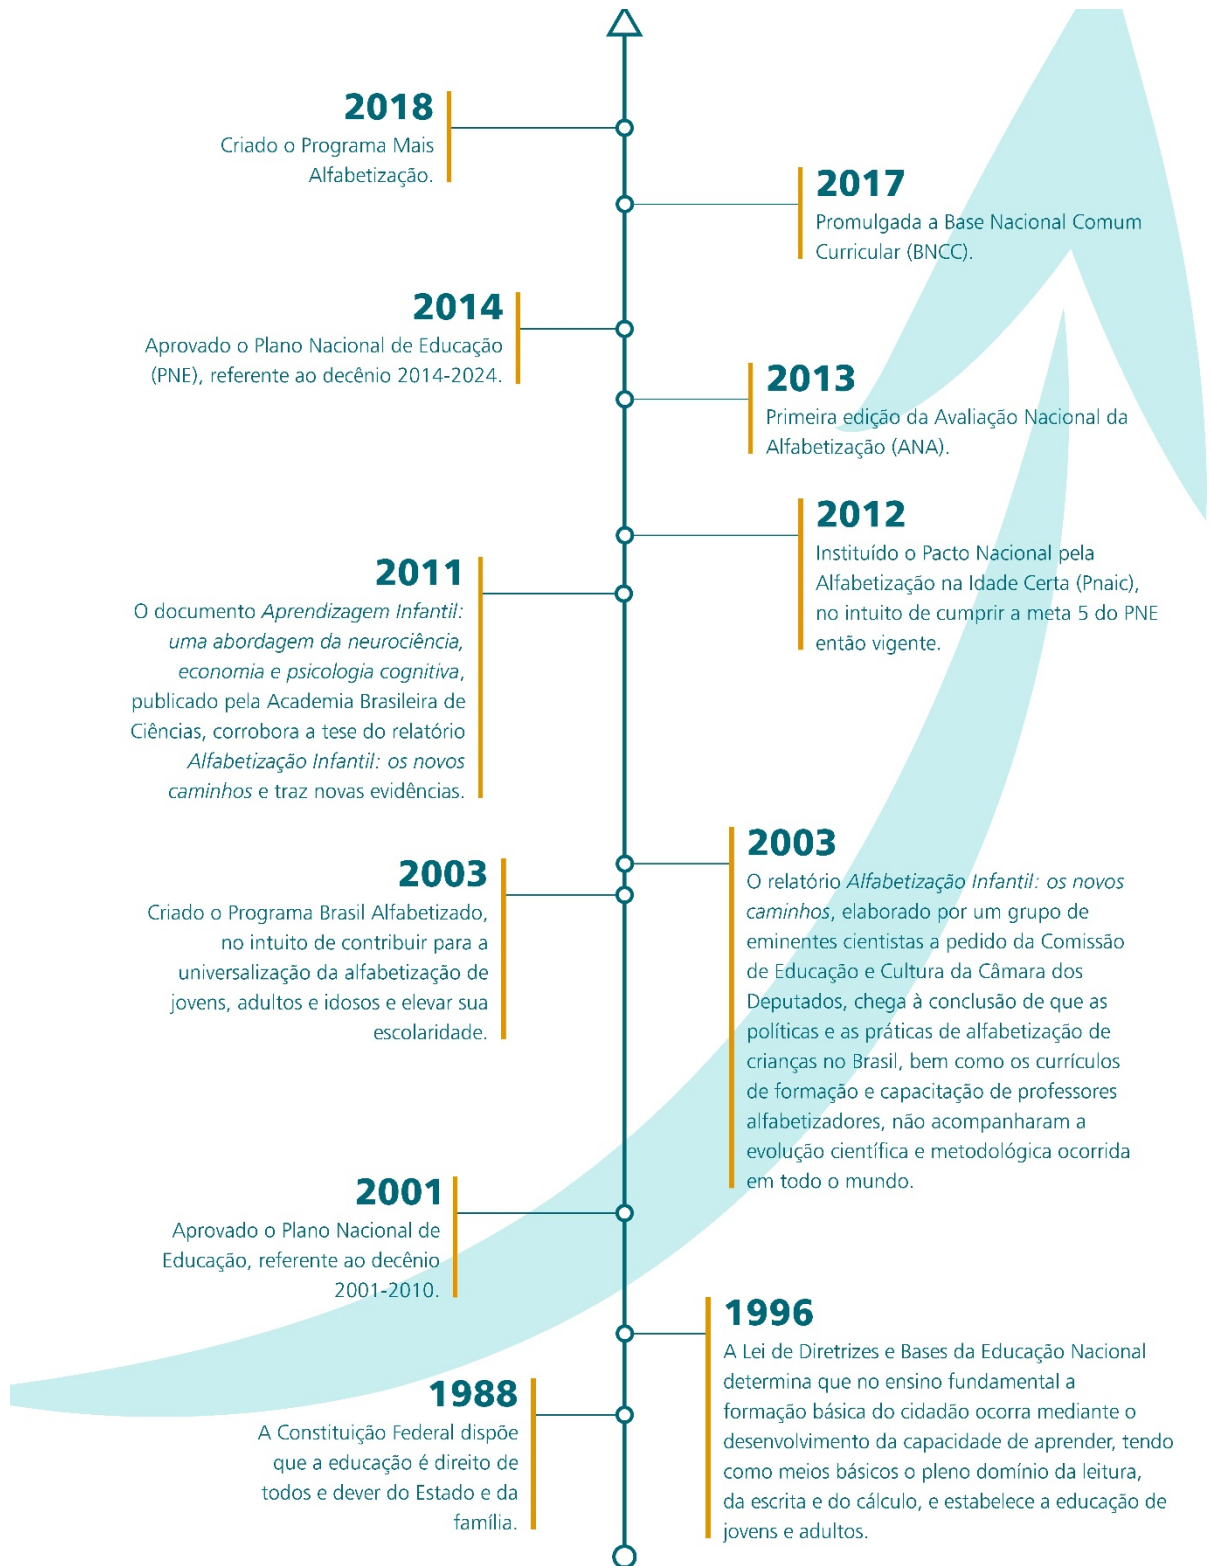 2018
Criado o Programa Mais
Alfabetização.
2017
Promulgada a Base Nacional Comum
Curricular (BNCC).
2014
Aprovado o Plano Nacional de Educação
(PNE), referente ao decênio 2014-2024.
2013
Primeira edição da Avaliação Nacional da
Alfabetização (ANA).
2012
Instituído o Pacto Nacional pela
Alfabetização na Idade Certa (Pnaic),
no intuito de cumprir a meta 5 do PNE
então vigente.
2011
O documento Aprendizagem Infantil:
uma abordagem da neurociência,
economia e psicologia cognitiva,
publicado pela Academia Brasileira de
Ciências, corrobora a tese do relatório
Alfabetização Infantil: os novos
caminhos e traz novas evidências.
2003
O relatório Alfabetização Infantil: os novos
caminhos, elaborado por um grupo de
eminentes cientistas a pedido da Comissão
de Educação e Cultura da Câmara dos
Deputados, chega à conclusão de que as
políticas e as práticas de alfabetização de
crianças no Brasil, bem como os currículos
de formação e capacitação de professores
alfabetizadores, não acompanharam a
evolução científica e metodológica ocorrida
em todo o mundo.
2003
Criado o Programa Brasil Alfabetizado,
no intuito de contribuir para a
universalização da alfabetização de
jovens, adultos e idosos e elevar sua
escolaridade.
2001
Aprovado o Plano Nacional de
Educação, referente ao decênio
2001-2010.
1996
A Lei de Diretrizes e Bases da Educação Nacional
determina que no ensino fundamental a
formação básica do cidadão ocorra mediante o
desenvolvimento da capacidade de aprender, tendo
como meios básicos o pleno domínio da leitura,
da escrita e do cálculo, e estabelece a educação de
jovens e adultos.
1988
A Constituição Federal dispõe
que a educação é direito de
todos e dever do Estado e da
família.